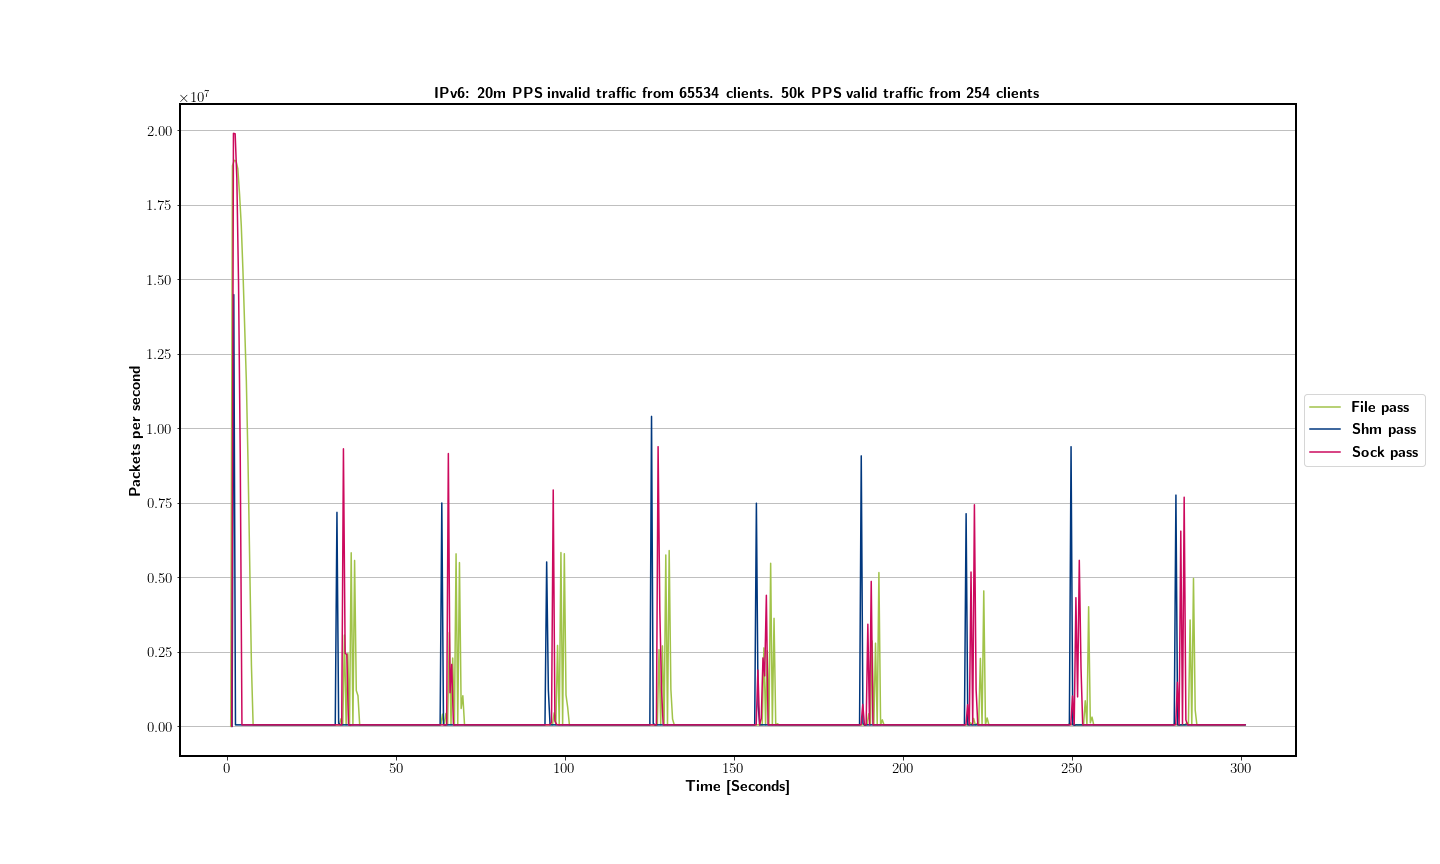 IPv6: 20m PPS invalid traffic from 65534 clients. 50k PPS valid traffic from 254 clients
×10⁷
2.00
1.75
1.50
1.25
1.00
0.75
0.50
0.25
0.00
Packets per second
0 50 100 150 200 250 300
Time [Seconds]
File pass
Shm pass
Sock pass